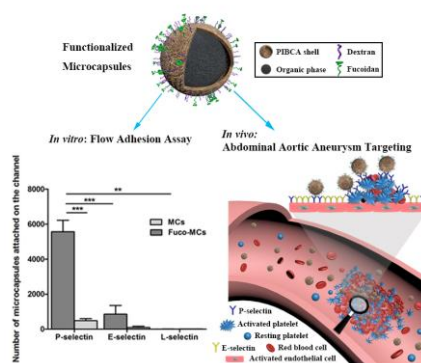 Functionalized
Microcapsules
PIBCA shell
Dextran
Organic phase
Fucoidan
In vitro: Flow Adhesion Assay
In vivo:
Abdominal Aortic Aneurysm Targeting
Number of microcapsules attached on the channel
8000
6000
4000
2000
0
**
***
***
MCs
Fuco-MCs
P-selectin
E-selectin
L-selectin
P-selectin
Activated platelet
Resting platelet
E-selectin
Red blood cell
Activated endothelial cell